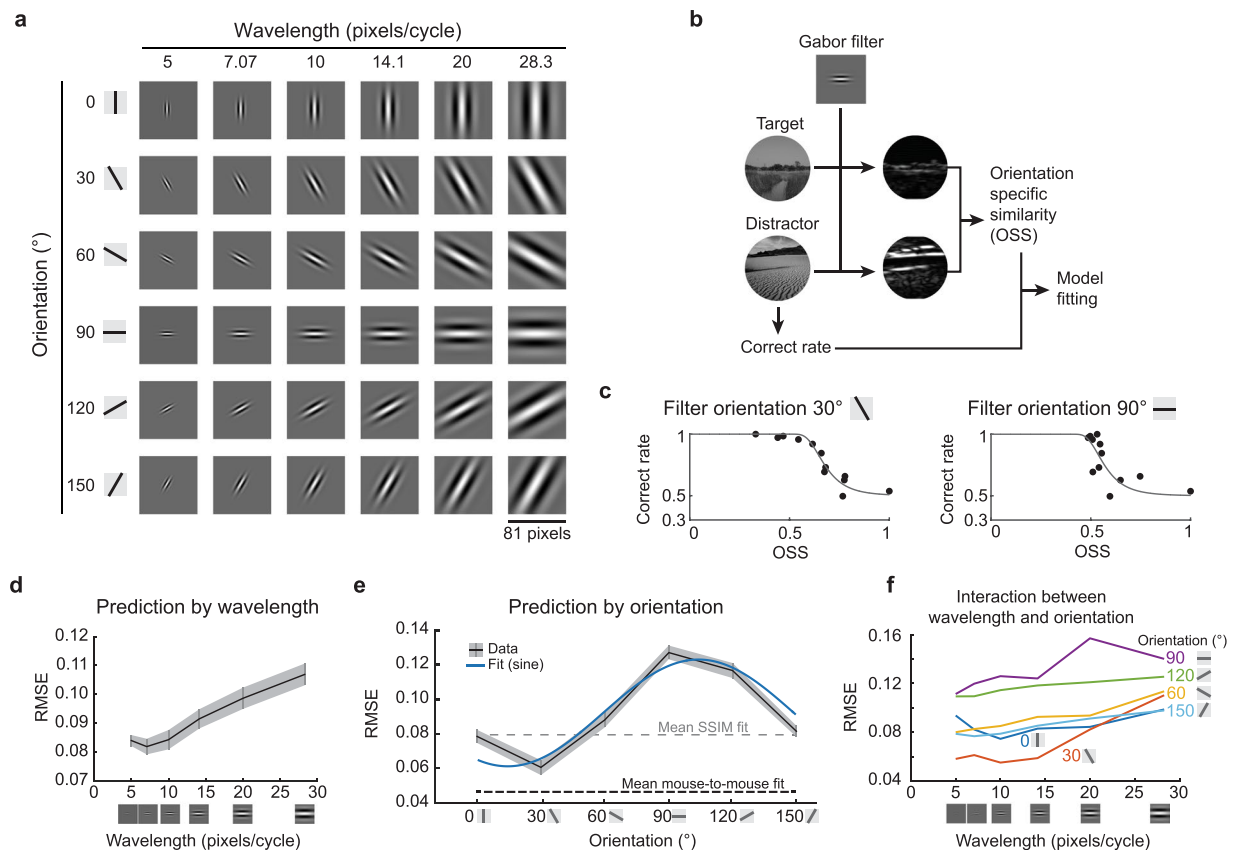 a
Wavelength (pixels/cycle)
5 7.07 10 14.1 20 28.3
Orientation (°)
0
30
60
90
120
150
81 pixels
b
Gabor filter
Target
Distractor
Correct rate
Orientation
specific
similarity
(OSS)
Model
fitting
c
Filter orientation 30°
Correct rate
1
0.5
0.3
0 0.5 1
OSS
Filter orientation 90°
Correct rate
1
0.5
0.3
0 0.5 1
OSS
d
Prediction by wavelength
RMSE
0.12
0.11
0.10
0.09
0.08
0.07
0 5 10 15 20 25 30
Wavelength (pixels/cycle)
e
Prediction by orientation
RMSE
0.14
0.12
0.10
0.08
0.06
0.04
Data
Fit (sine)
Mean SSIM fit
Mean mouse-to-mouse fit
0 30 60 90 120 150
Orientation (°)
f
Interaction between
wavelength and orientation
RMSE
0.16
0.12
0.08
0.04
Orientation (°)
90
120
60
150
0
30
0 5 10 15 20 25 30
Wavelength (pixels/cycle)